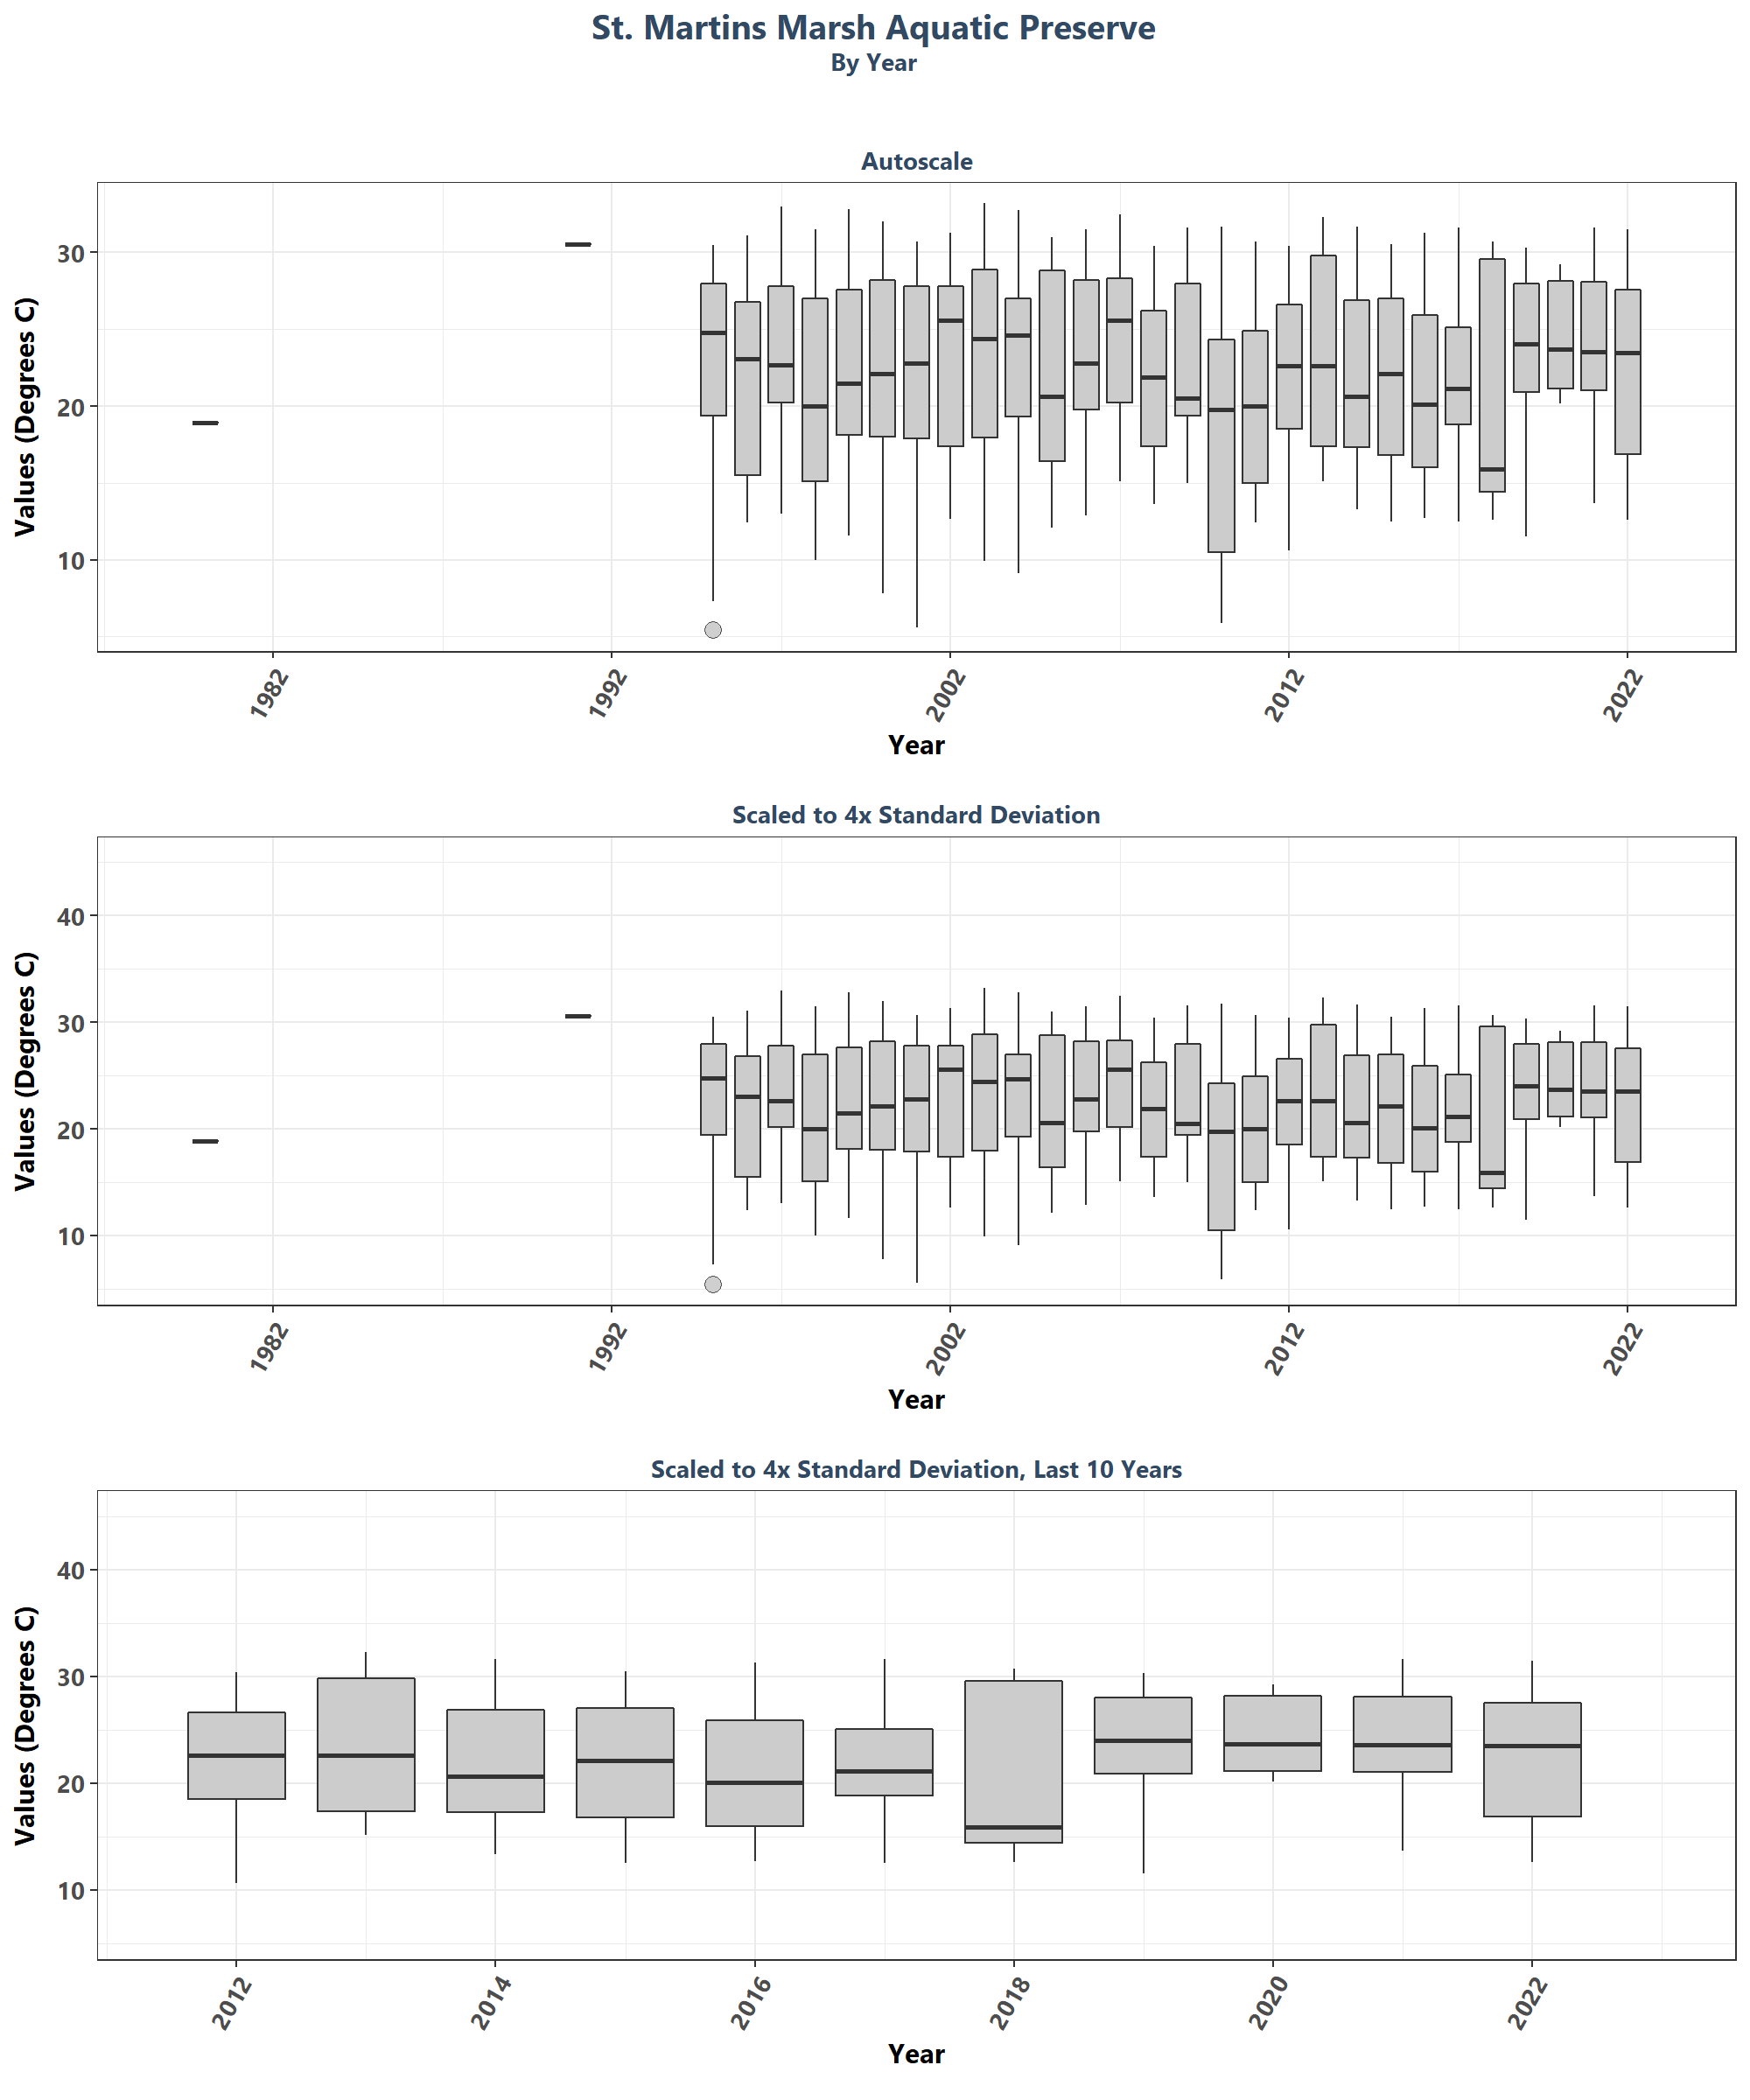 St. Martins Marsh Aquatic Preserve
By Year
Autoscale
Values (Degrees C)
30
20
10
1982
1992
2002
2012
2022
Year
Scaled to 4x Standard Deviation
Values (Degrees C)
40
30
20
10
1982
1992
2002
2012
2022
Year
Scaled to 4x Standard Deviation, Last 10 Years
Values (Degrees C)
40
30
20
10
2012
2014
2016
2018
2020
2022
Year